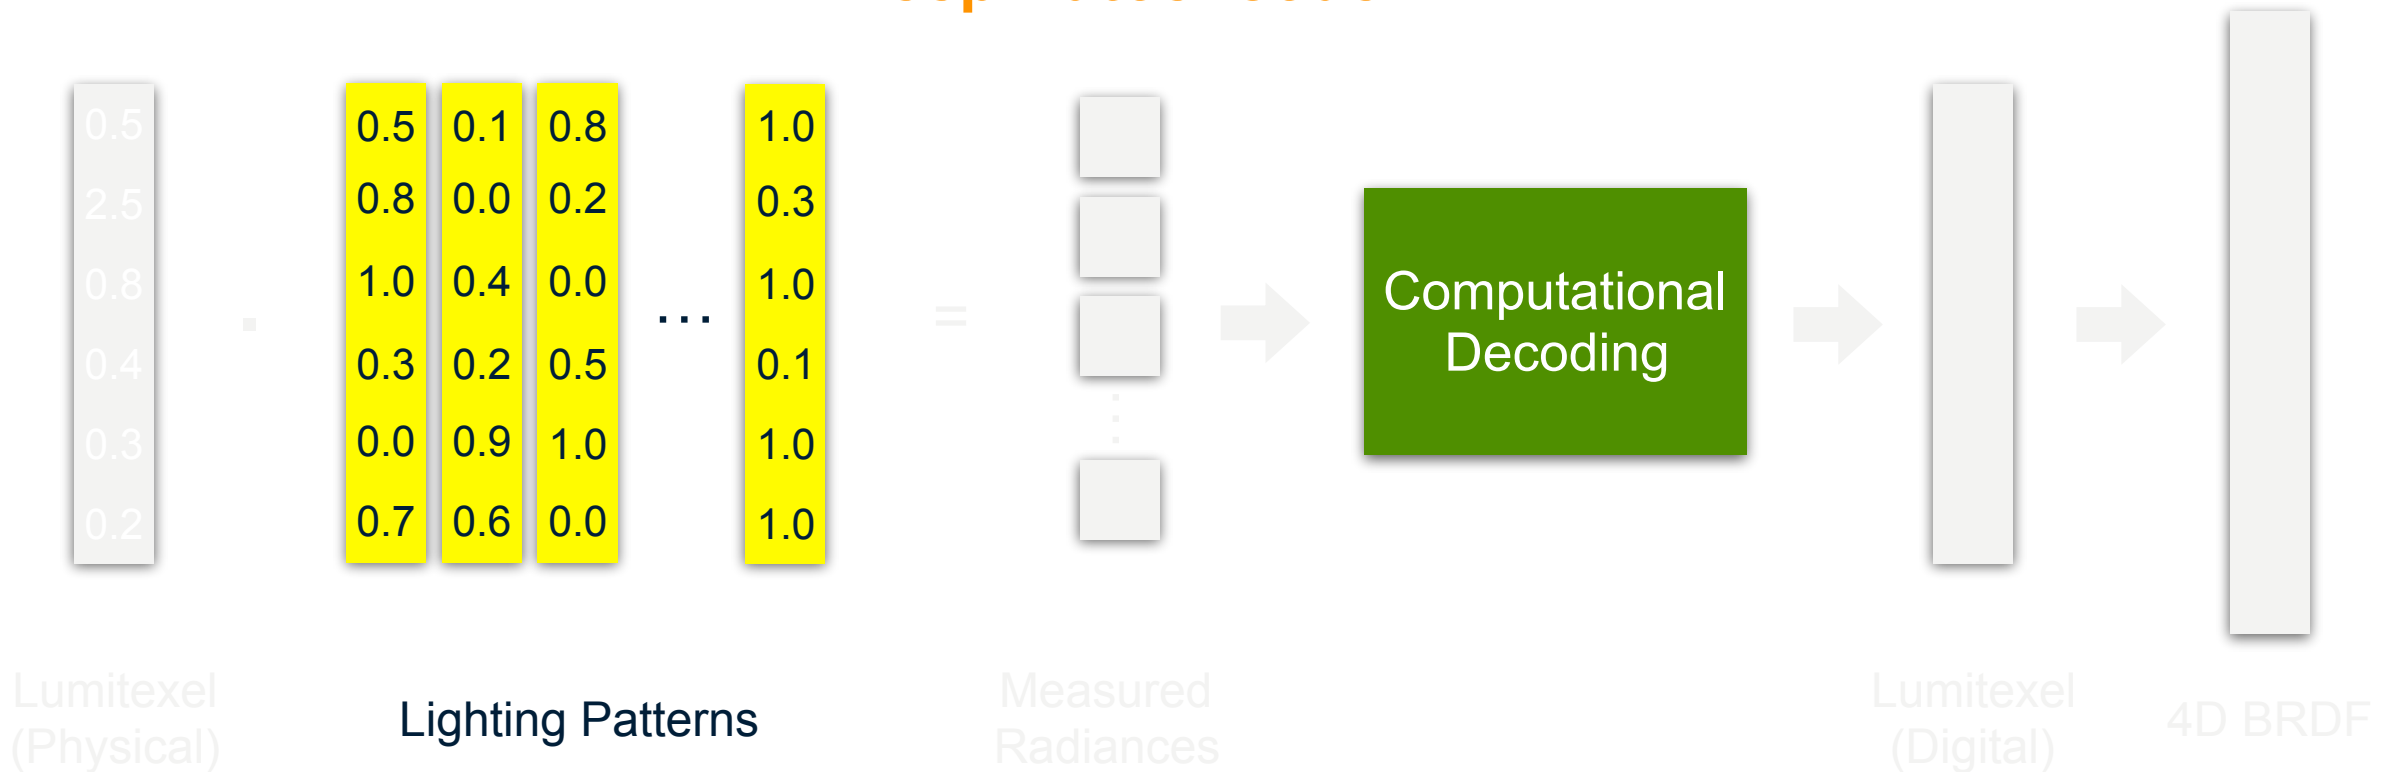 0.5 0.5 0.1 0.8 1.0
2.5 0.8 0.0 0.2 0.3
0.8 1.0 0.4 0.0 1.0
. ... =
0.4 0.3 0.2 0.5 0.1
0.3 0.0 0.9 1.0 1.0
0.2 0.7 0.6 0.0 1.0
Computational
Decoding
Lumitexel
(Physical)
Lighting Patterns
Measured
Radiances
Lumitexel
(Digital)
4D BRDF